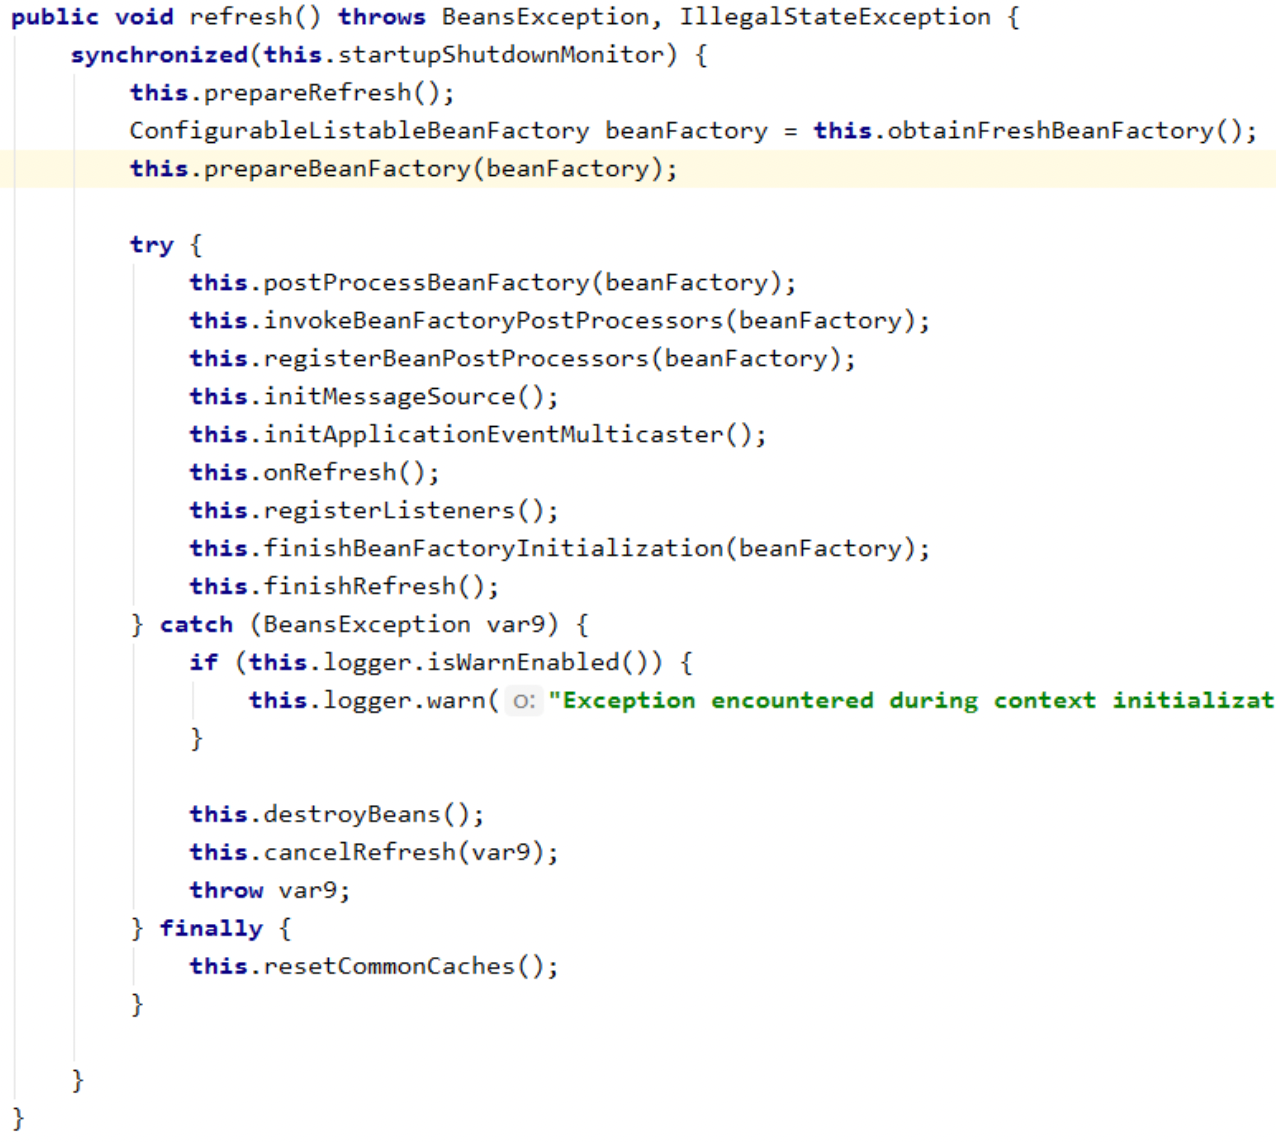 public void refresh() throws BeansException, IllegalStateException {
synchronized(this.startupShutdownMonitor) {
this.prepareRefresh();
ConfigurableListableBeanFactory beanFactory = this.obtainFreshBeanFactory();
this.prepareBeanFactory(beanFactory);
try {
this.postProcessBeanFactory(beanFactory);
this.invokeBeanFactoryPostProcessors(beanFactory);
this.registerBeanPostProcessors(beanFactory);
this.initMessageSource();
this.initApplicationEventMulticaster();
this.onRefresh();
this.registerListeners();
this.finishBeanFactoryInitialization(beanFactory);
this.finishRefresh();
} catch (BeansException var9) {
if (this.logger.isWarnEnabled()) {
this.logger.warn( o: "Exception encountered during context initializat
}
this.destroyBeans();
this.cancelRefresh(var9);
throw var9;
} finally {
this.resetCommonCaches();
}
}
}